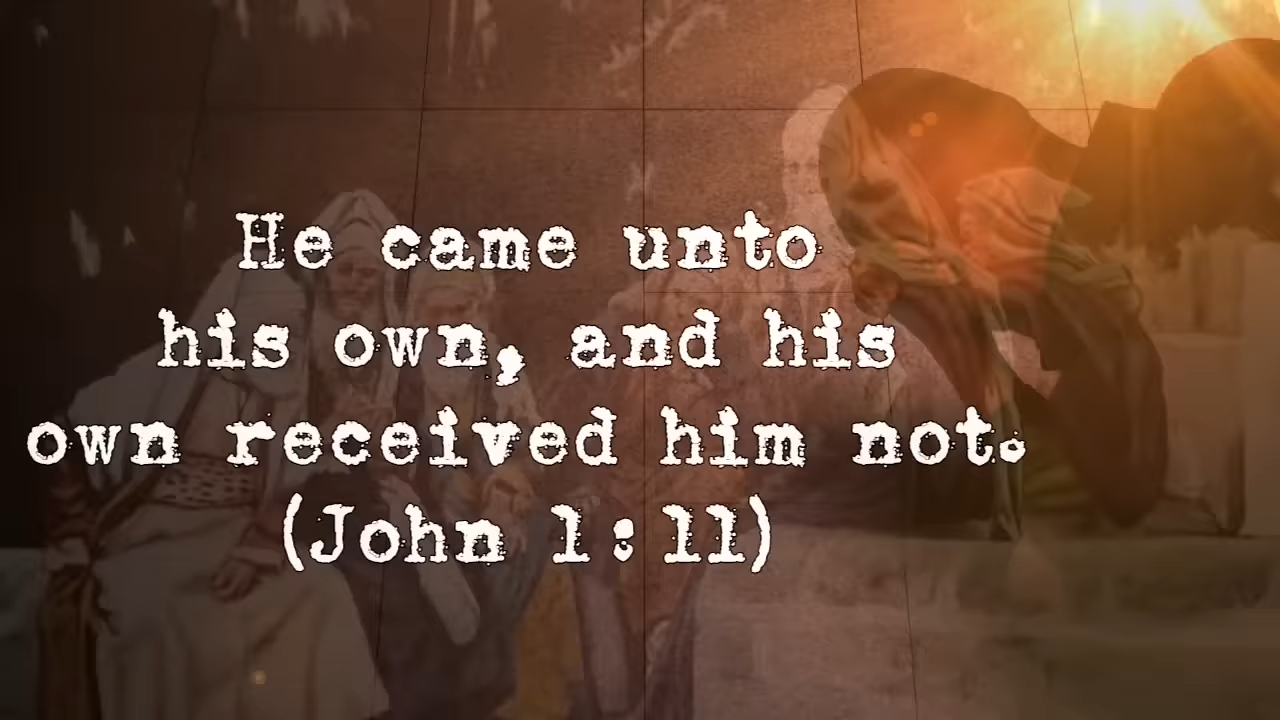 He came unto
his own, and his
own received him not.
(John 1:11)